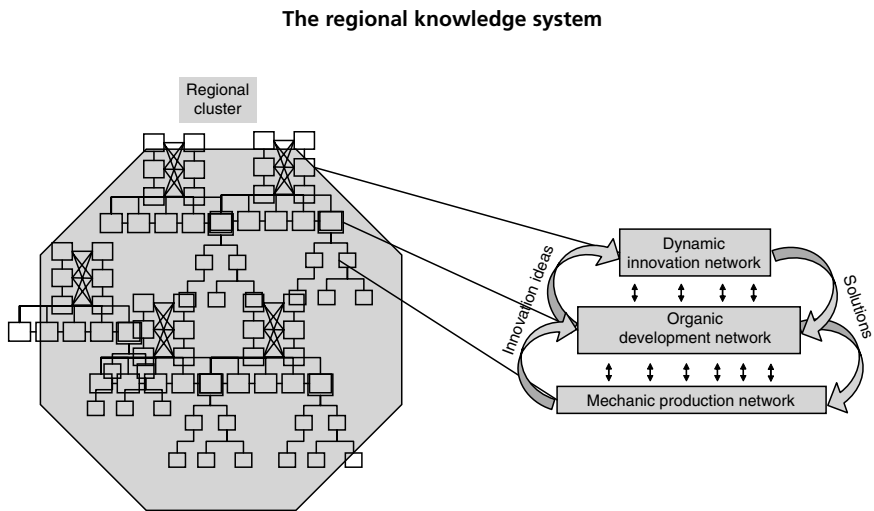 The regional knowledge system
Regional
cluster
Dynamic
innovation network
Innovation ideas
Solutions
Organic
development network
Mechanic production network